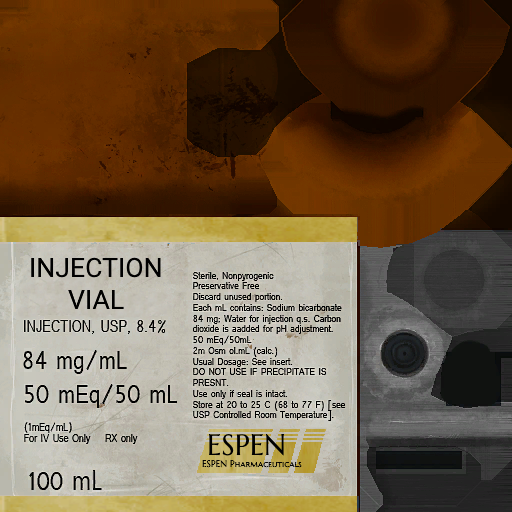 INJECTION
VIAL
INJECTION, USP, 8.4%
84 mg/mL
50 mEq/50 mL
(1mEq/mL)
For IV Use Only RX only
100 mL
Sterile, Nonpyrogenic
Preservative Free
Discard unused portion.
Each mL contains: Sodium bicarbonate
84 mg; Water for injection q.s. Carbon
dioxide is aadded for pH adjustment.
50 mEq/50mL
2m Osm ol.mL (calc.)
Usual Dosage: See insert.
DO NOT USE IF PRECIPITATE IS
PRESNT.
Use only if seal is intact.
Store at 20 to 25 C (68 to 77 F) [see
USP Controlled Room Temperature].
ESPEN
ESPEN PHARMACEUTICALS